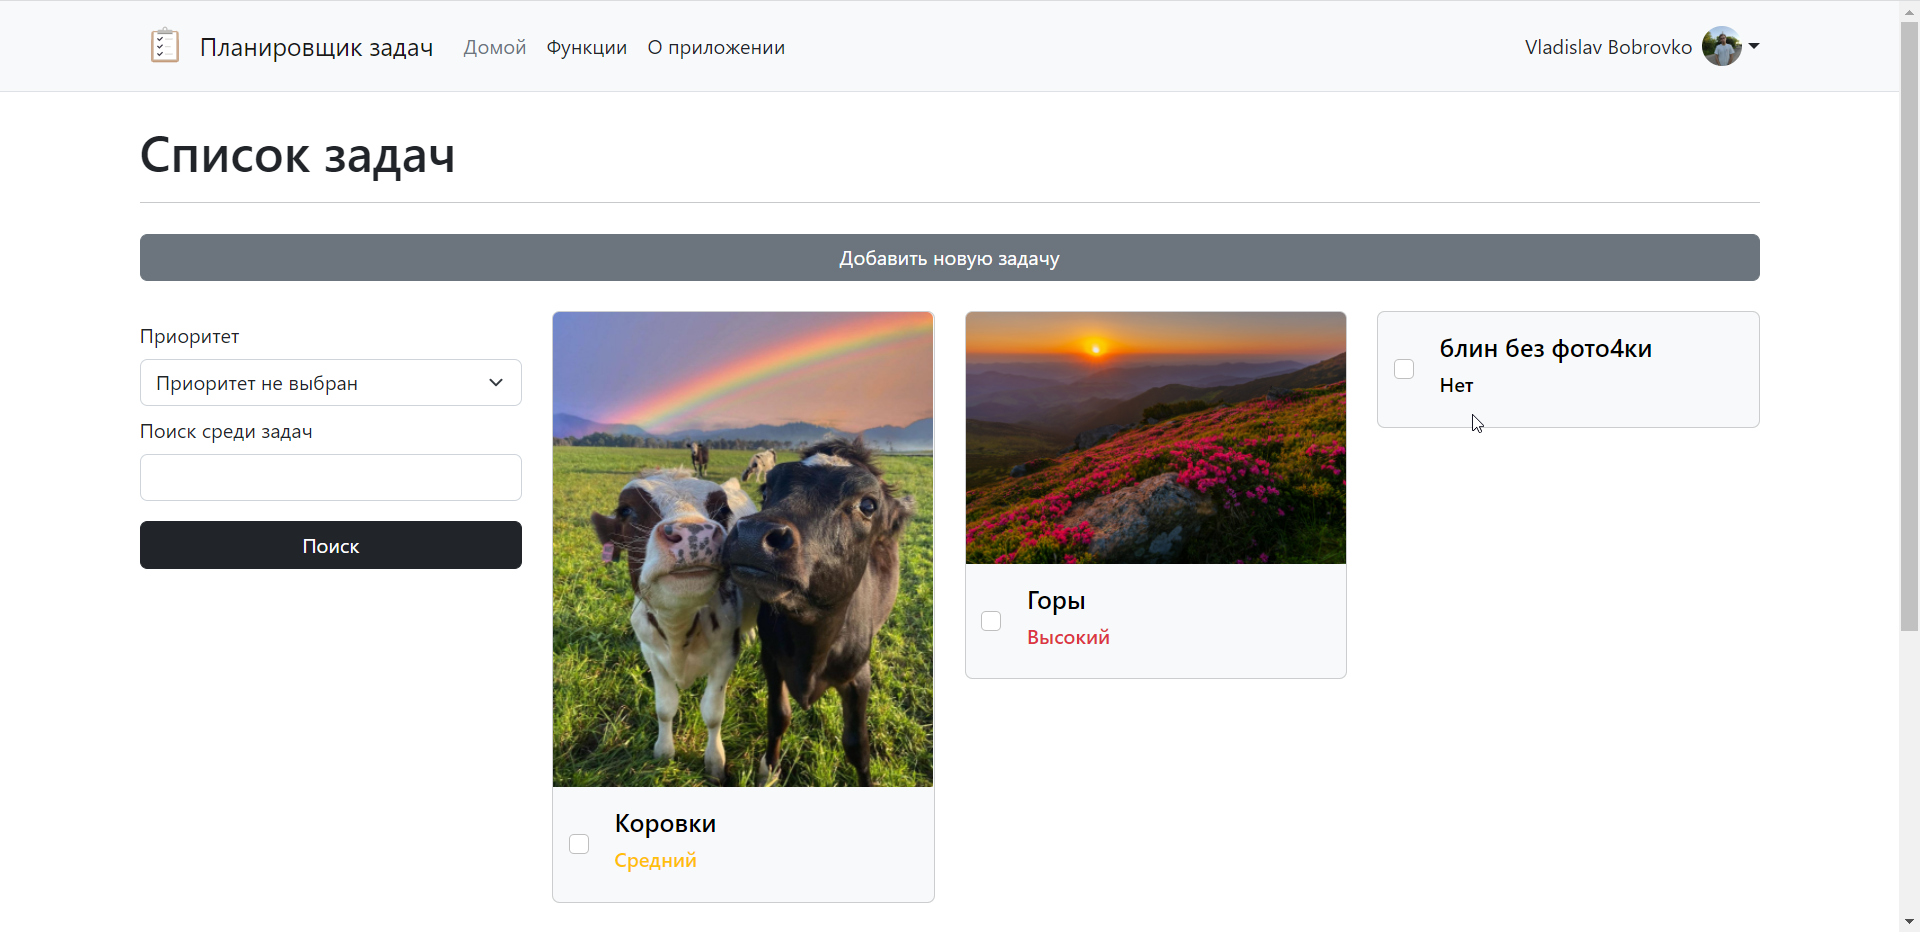 Планировщик задач
Домой
Функции
О приложении
Vladislav Bobrovko
Список задач
Добавить новую задачу
Приоритет
Приоритет не выбран
Поиск среди задач
Поиск
Коровки
Средний
Горы
Высокий
блин без фото4ки
Нет